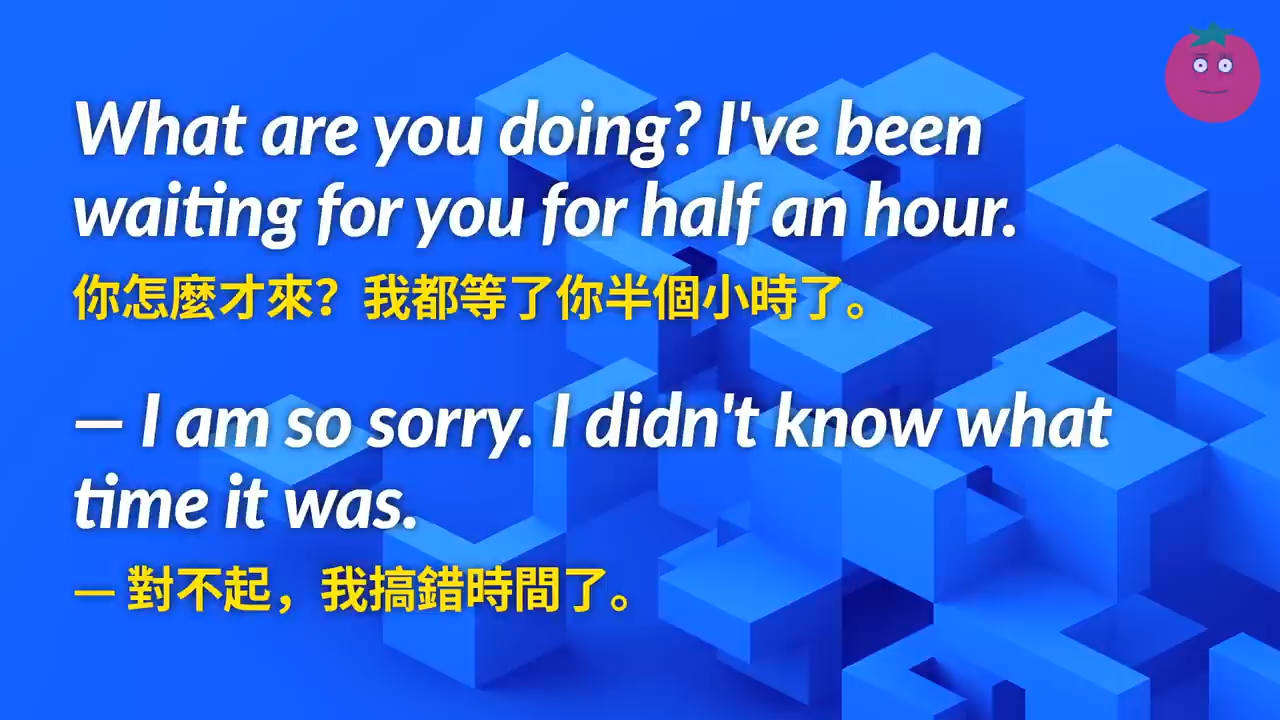 What are you doing? I've been
waiting for you for half an hour.
你怎麼才來？我都等了你半個小時了。
— I am so sorry. I didn't know what
time it was.
— 對不起，我搞錯時間了。